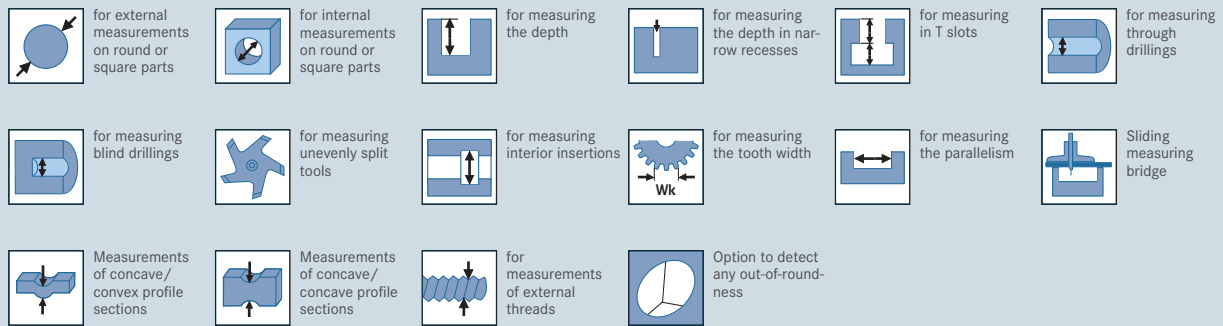 for external
measurements
on round or
square parts
for internal
measurements
on round or
square parts
for measuring
the depth
for measuring
the depth in nar-
row recesses
for measuring
in T slots
for measuring
through
drillings
for measuring
blind drillings
for measuring
unevenly split
tools
for measuring
interior insertions
Wk
for measuring
the tooth width
for measuring
the parallelism
Sliding
measuring
bridge
Measurements
of concave/
convex profile
sections
Measurements
of concave/
concave profile
sections
for
measurements
of external
threads
Option to detect
any out-of-round-
ness